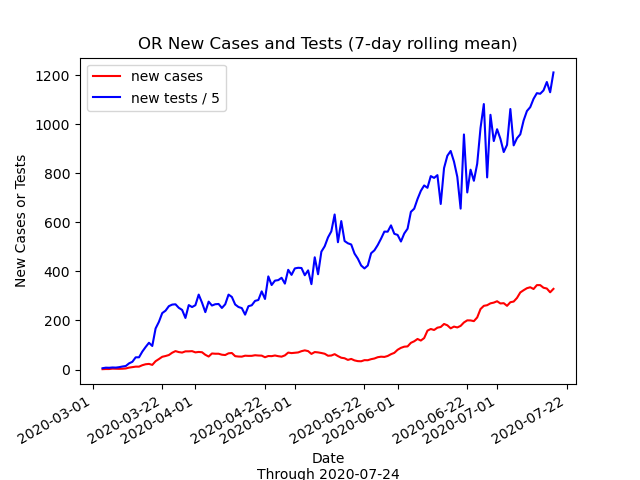 OR New Cases and Tests (7-day rolling mean)
new cases
new tests / 5
1200
1000
800
600
400
200
0
New Cases or Tests
2020-03-01
2020-03-22
2020-04-01
2020-04-22
2020-05-01
2020-05-22
2020-06-01
2020-06-22
2020-07-01
2020-07-22
Date
Through 2020-07-24